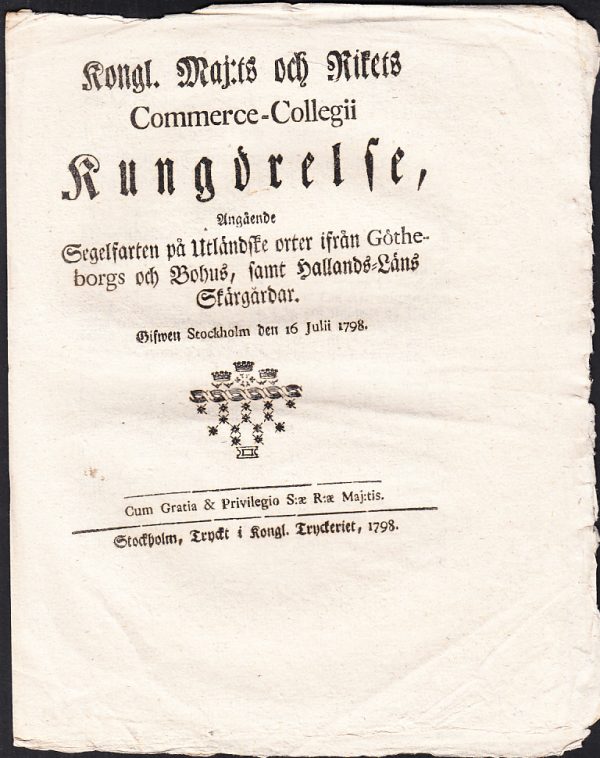 Kongl. Maj:ts och Rikets
Commerce-Collegii
Kungörelse,
Angående
Segelfarten på Utländske orter ifrån Göthe-
borgs och Bohus, samt Hallands-Läns
Skärgårdar.
Gifwen Stockholm den 16 Julii 1798.
Cum Gratia & Privilegio S:æ R:æ Maj:tis.
Stockholm, Tryckt i Kongl. Tryckeriet, 1798.